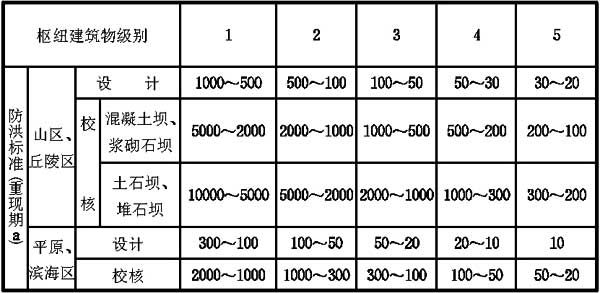 枢纽建筑物级别 1 2 3 4 5
防洪标准(重现期a)
山区、丘陵区
设 计 1000～500 500～100 100～50 50～30 30～20
校核
混凝土坝、浆砌石坝 5000～2000 2000～1000 1000～500 500～200 200～100
土石坝、堆石坝 10000～5000 5000～2000 2000～1000 1000～300 300～200
平原、滨海区
设计 300～100 100～50 50～20 20～10 10
校核 2000～1000 1000～300 300～100 100～50 50～20